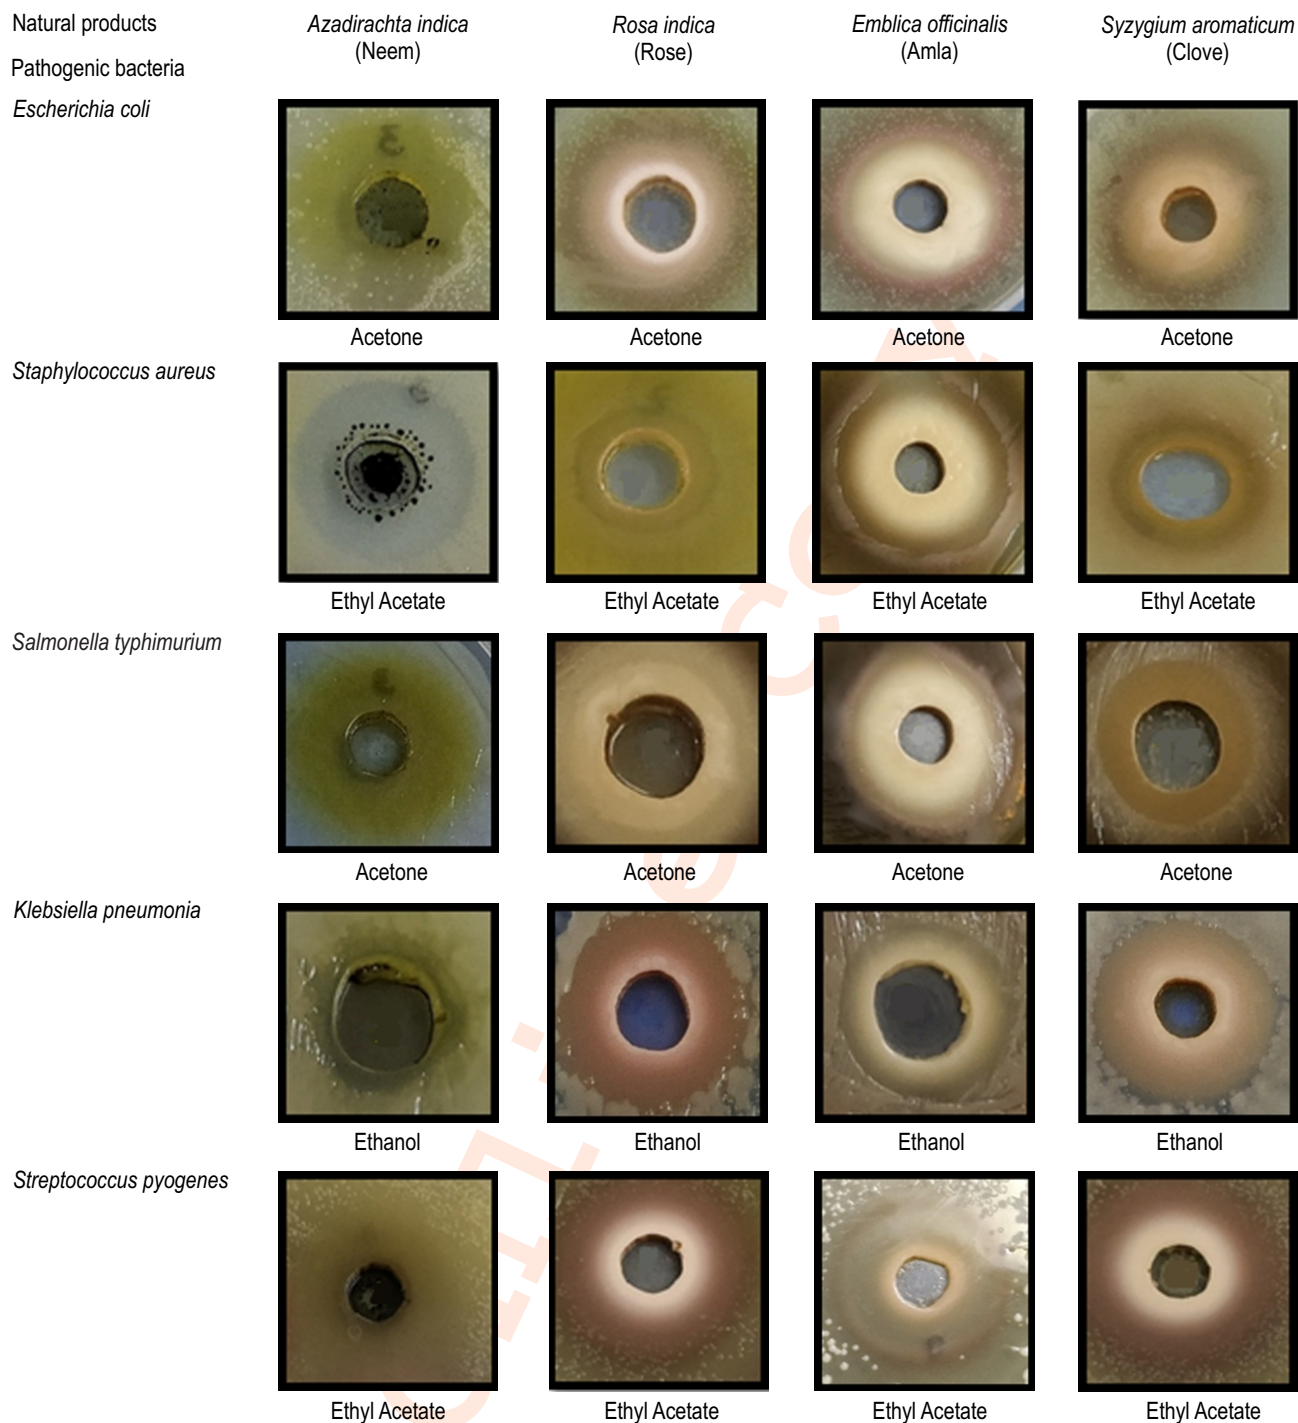 Natural products
Azadirachta indica
(Neem)
Rosa indica
(Rose)
Emblica officinalis
(Amla)
Syzygium aromaticum
(Clove)
Pathogenic bacteria
Escherichia coli
Acetone
Acetone
Acetone
Acetone
Staphylococcus aureus
Ethyl Acetate
Ethyl Acetate
Ethyl Acetate
Ethyl Acetate
Salmonella typhimurium
Acetone
Acetone
Acetone
Acetone
Klebsiella pneumonia
Ethanol
Ethanol
Ethanol
Ethanol
Streptococcus pyogenes
Ethyl Acetate
Ethyl Acetate
Ethyl Acetate
Ethyl Acetate